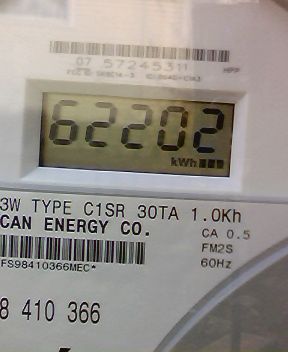 07 57245311
HPP
62202
kWh
3W TYPE C1SR 30TA 1.0Kh
CAN ENERGY CO.
CA 0.5
FM2S
FS98410366MEC*
60Hz
8 410 366